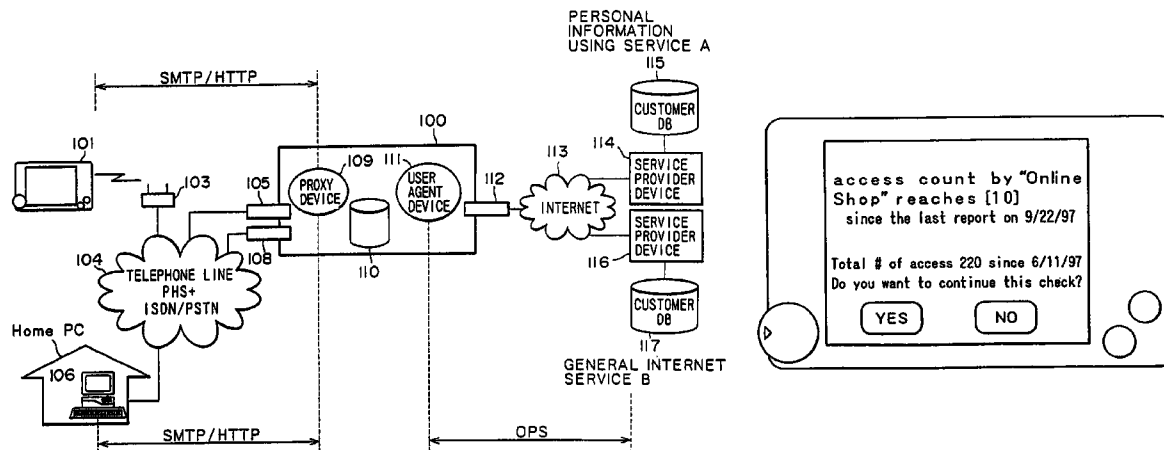 PERSONAL
INFORMATION
USING SERVICE A
115
SMTP/HTTP
CUSTOMER
DB
101
100
103
105
109
PROXY
DEVICE
111
USER
AGENT
DEVICE
112
113
INTERNET
114
SERVICE
PROVIDER
DEVICE
SERVICE
PROVIDER
DEVICE
116
108
110
104
TELEPHONE LINE
PHS+
ISDN/PSTN
CUSTOMER
DB
117
Home PC
106
GENERAL INTERNET
SERVICE B
SMTP/HTTP
OPS
access count by "Online
Shop" reaches [10]
since the last report on 9/22/97
Total # of access 220 since 6/11/97
Do you want to continue this check?
YES
NO